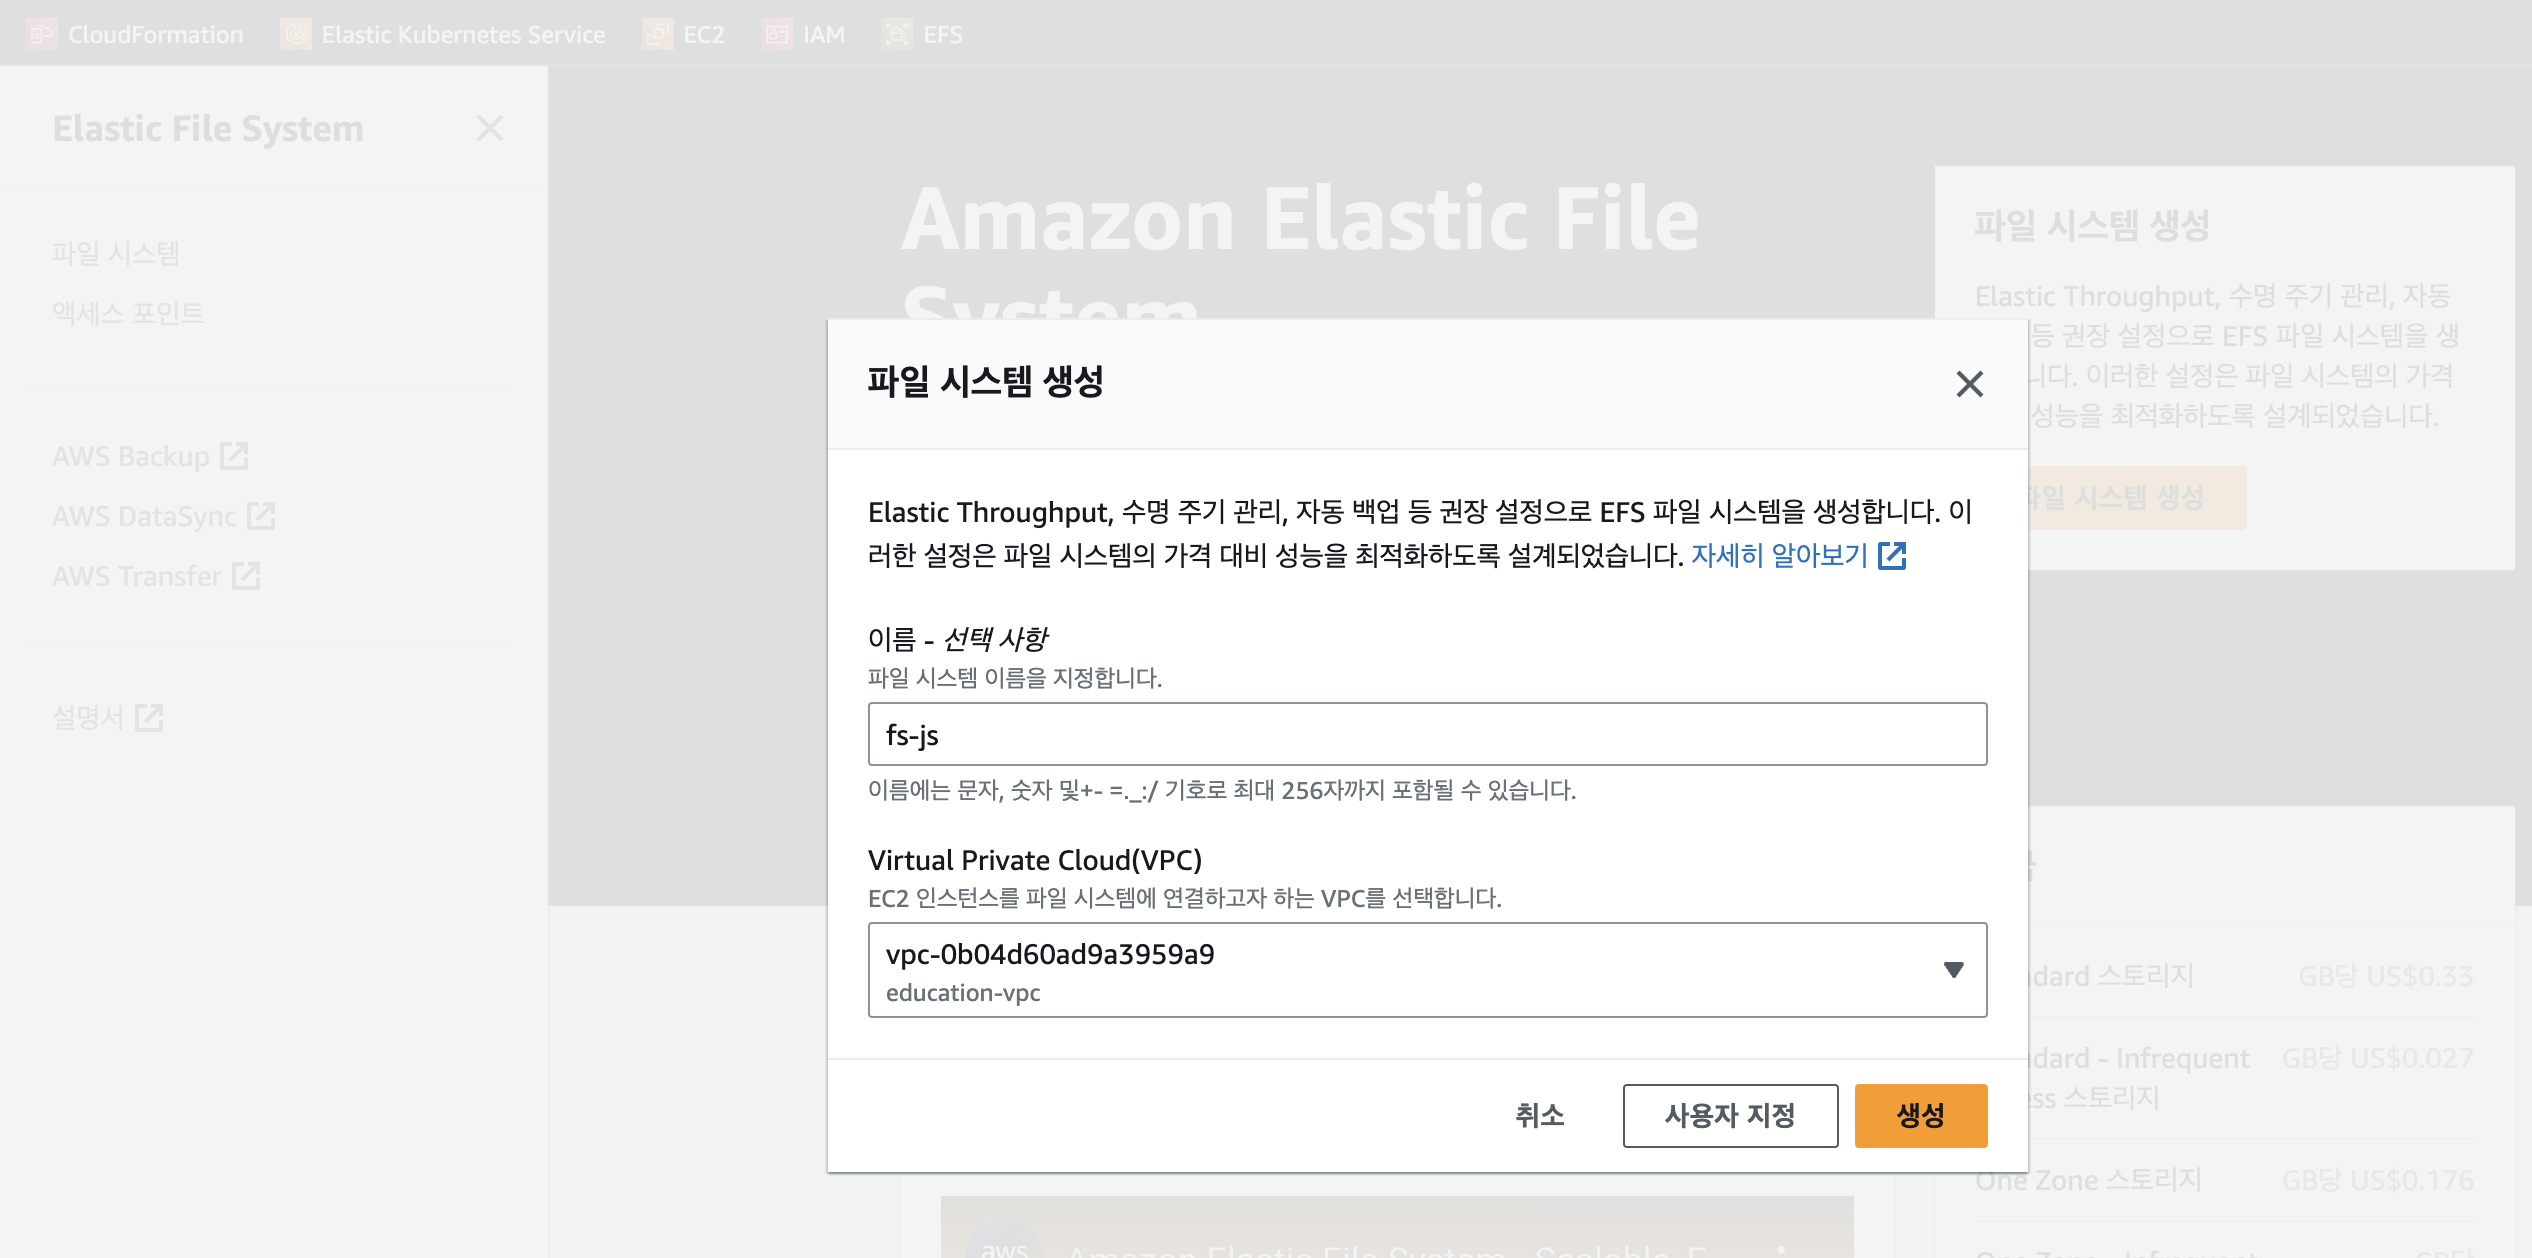 CloudFormation
Elastic Kubernetes Service
EC2
IAM
EFS
Elastic File System
파일 시스템
액세스 포인트
AWS Backup
AWS DataSync
AWS Transfer
설명서
Amazon Elastic File
System
파일 시스템 생성
Elastic Throughput, 수명 주기 관리, 자동
등 권장 설정으로 EFS 파일 시스템을 생
니다. 이러한 설정은 파일 시스템의 가격
성능을 최적화하도록 설계되었습니다.
파일 시스템 생성
파일 시스템 생성
Elastic Throughput, 수명 주기 관리, 자동 백업 등 권장 설정으로 EFS 파일 시스템을 생성합니다. 이
러한 설정은 파일 시스템의 가격 대비 성능을 최적화하도록 설계되었습니다. 자세히 알아보기
이름 - 선택 사항
파일 시스템 이름을 지정합니다.
fs-js
이름에는 문자, 숫자 및+- =._:/ 기호로 최대 256자까지 포함될 수 있습니다.
Virtual Private Cloud(VPC)
EC2 인스턴스를 파일 시스템에 연결하고자 하는 VPC를 선택합니다.
vpc-0b04d60ad9a3959a9
education-vpc
취소
사용자 지정
생성
dard 스토리지 GB당 US$0.33
dard - Infrequent GB당 US$0.027
ess 스토리지
One Zone 스토리지 GB당 US$0.176
aws
Amazon Elastic File System - Scalable, E